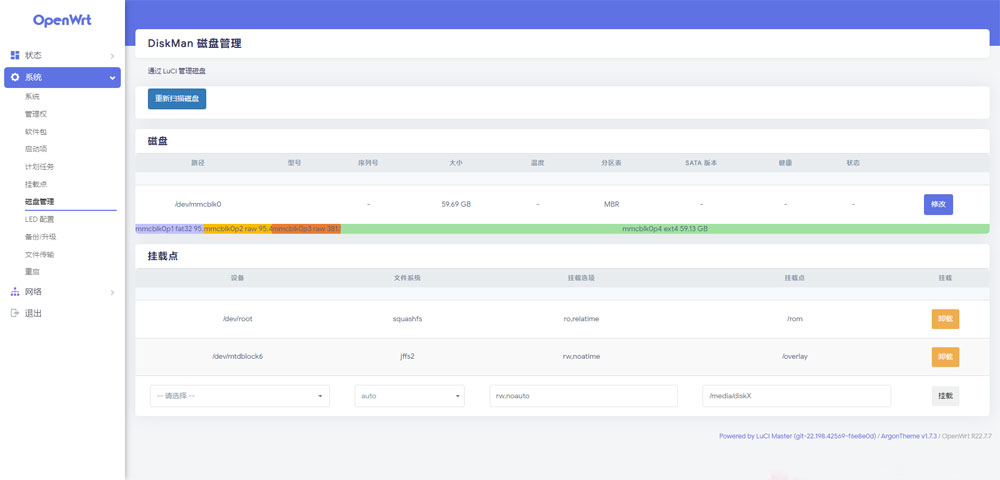 OpenWrt
状态
系统
系统
管理权
软件包
启动项
计划任务
挂载点
磁盘管理
LED 配置
备份/升级
文件传输
重启
网络
退出
DiskMan 磁盘管理
通过 LuCI 管理磁盘
重新扫描磁盘
磁盘
路径 型号 序列号 大小 温度 分区表 SATA 版本 健康 状态
/dev/mmcblk0 - 59.69 GB - MBR - - - 修改
mmcblk0p1 fat32 95. mmcblk0p2 raw 95.4 mmcblk0p3 raw 381. mmcblk0p4 ext4 59.13 GB
挂载点
设备 文件系统 挂载选项 挂载点 挂载
/dev/root squashfs ro,relatime /rom 卸载
/dev/mtdblock6 jffs2 rw,noatime /overlay 卸载
-- 请选择 -- auto rw,noauto /media/diskX 挂载
Powered by LuCI Master (git-22.198.42569-f6e8e0d) / ArgonTheme v1.7.3 / OpenWrt R22.7.7